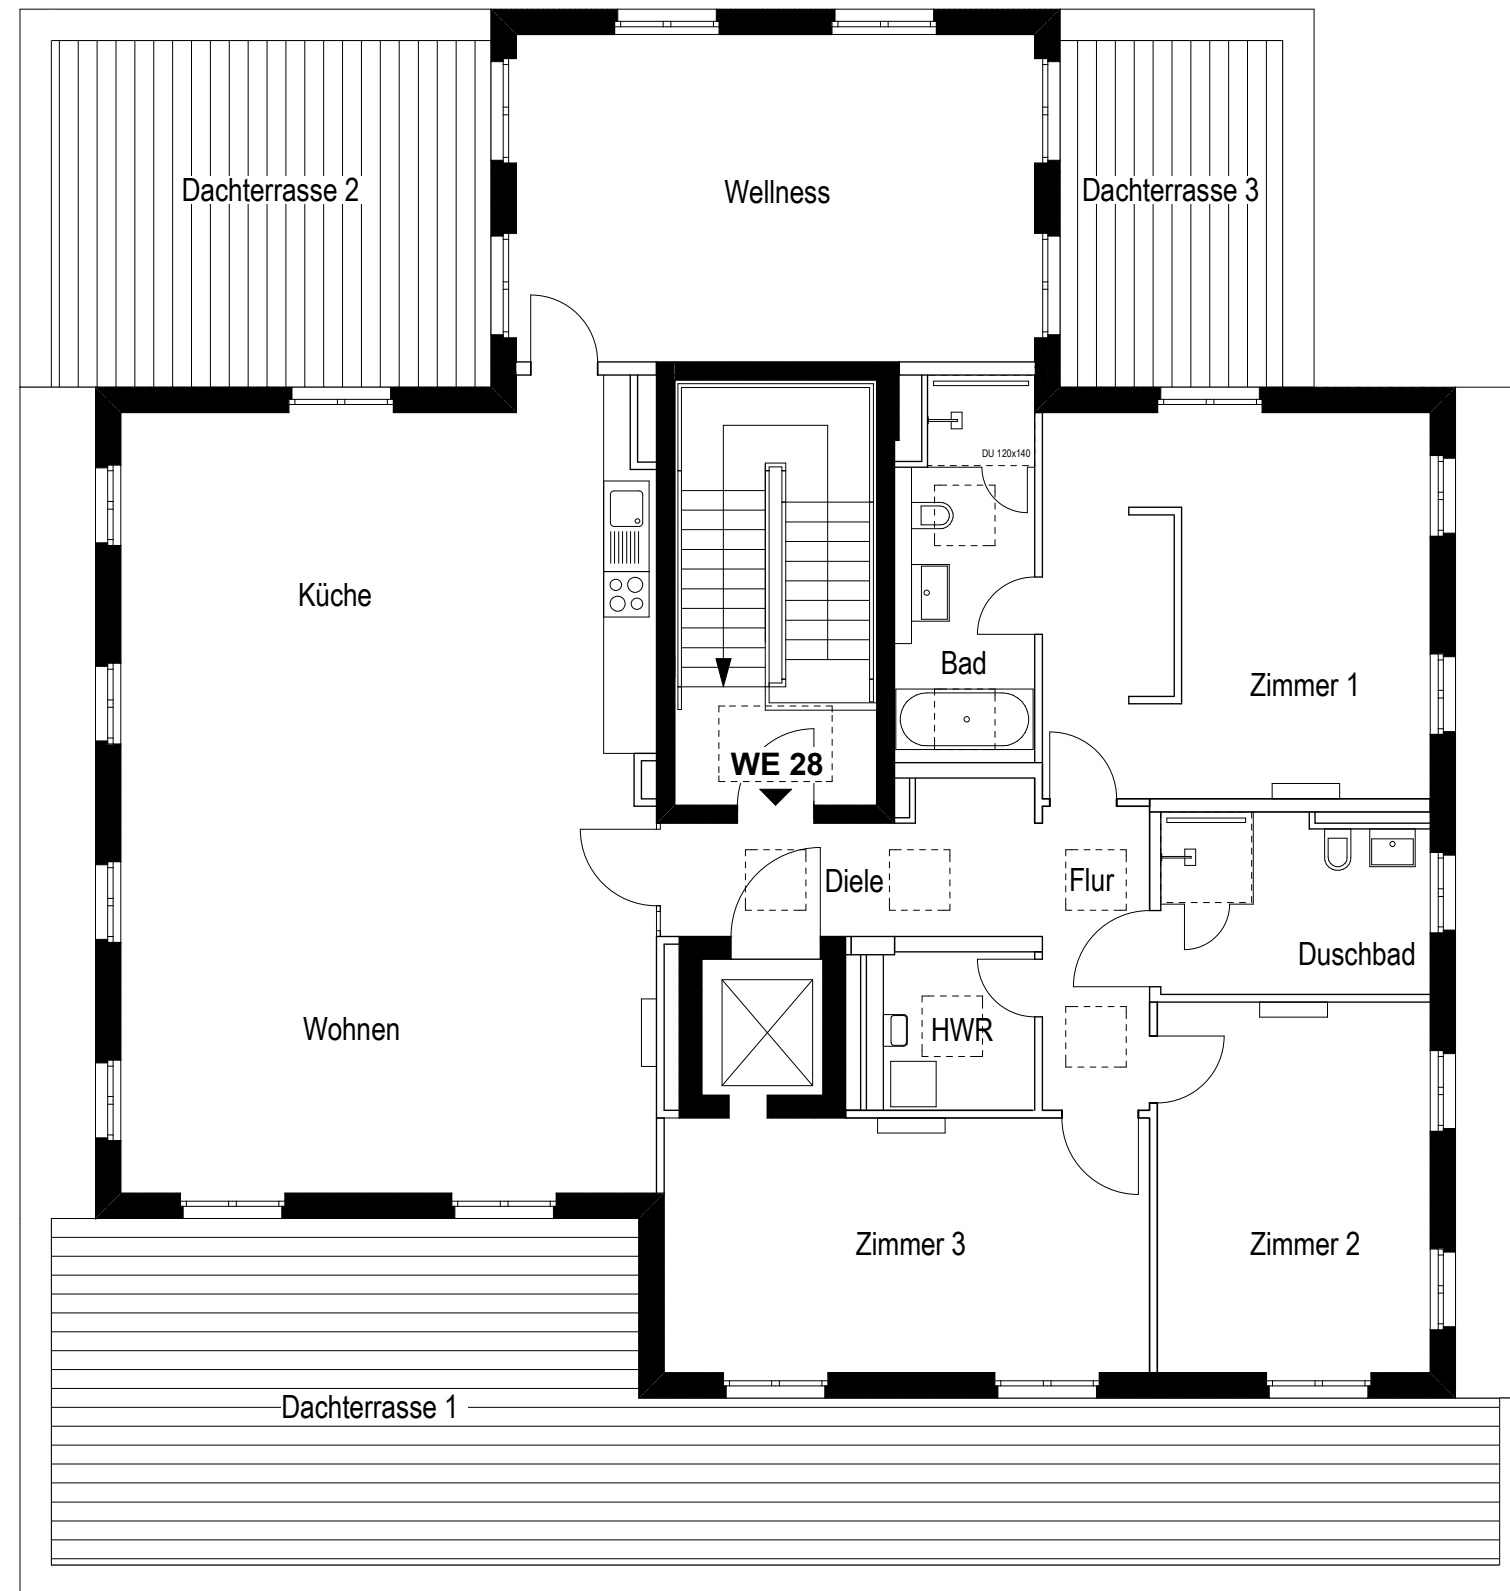 Dachterrasse 2
Wellness
Dachterrasse 3
DU 120x140
Küche
Bad
Zimmer 1
WE 28
Diele
Flur
Duschbad
Wohnen
HWR
Zimmer 3
Zimmer 2
Dachterrasse 1